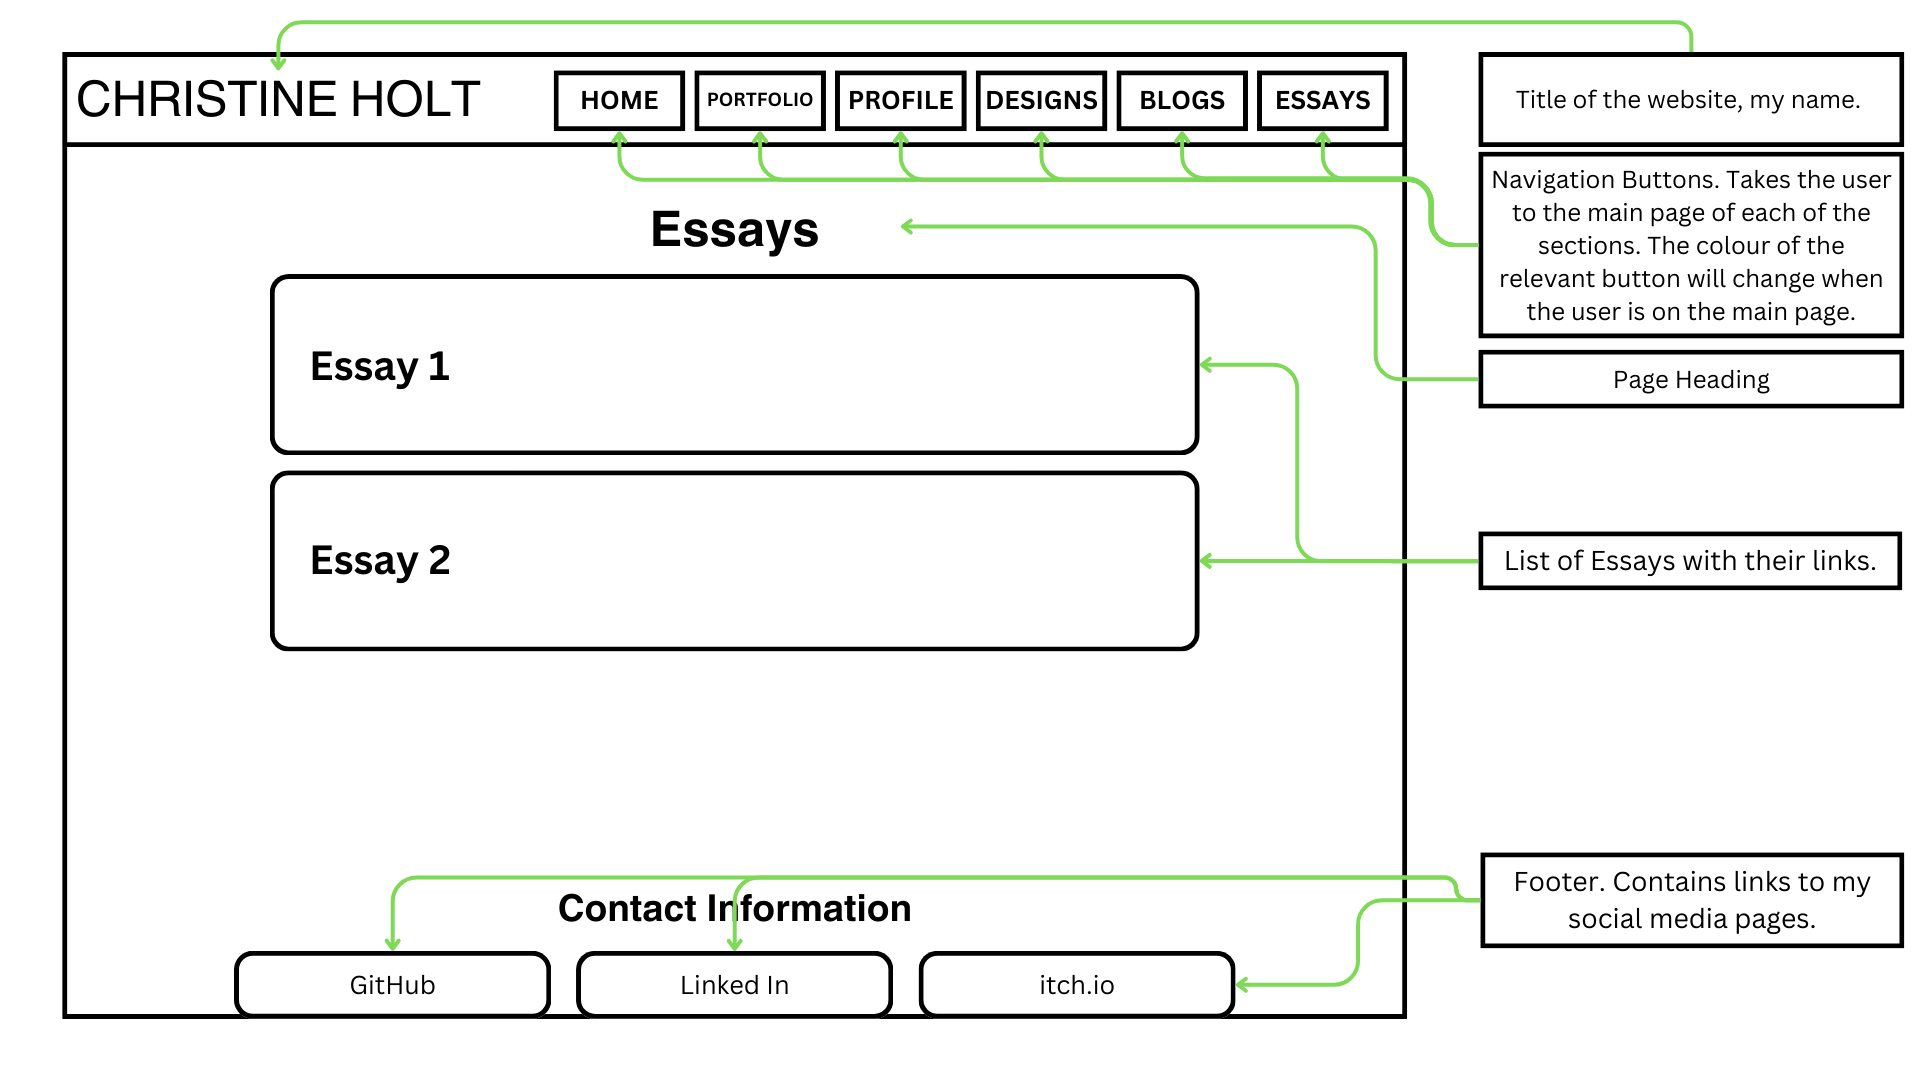 CHRISTINE HOLT
HOME
PORTFOLIO
PROFILE
DESIGNS
BLOGS
ESSAYS
Title of the website, my name.
Navigation Buttons. Takes the user
to the main page of each of the
sections. The colour of the
relevant button will change when
the user is on the main page.
Essays
Page Heading
Essay 1
Essay 2
List of Essays with their links.
Footer. Contains links to my
social media pages.
Contact Information
GitHub
Linked In
itch.io